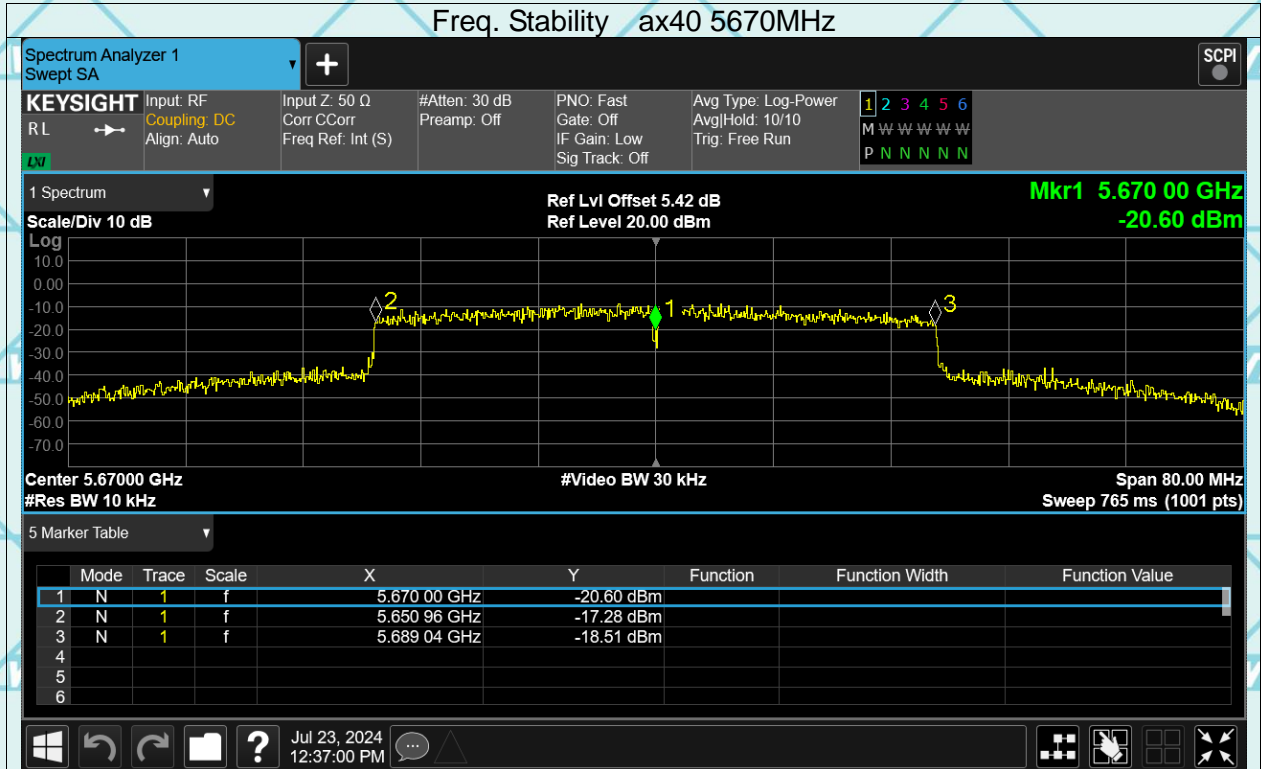 Freq. Stability ax40 5670MHz
Spectrum Analyzer 1
Swept SA
+
SCPI
KEYSIGHT
RL
LXI
Input: RF
Coupling: DC
Align: Auto
Input Z: 50 Ω
Corr CCorr
Freq Ref: Int (S)
#Atten: 30 dB
Preamp: Off
PNO: Fast
Gate: Off
IF Gain: Low
Sig Track: Off
Avg Type: Log-Power
Avg|Hold: 10/10
Trig: Free Run
1 2 3 4 5 6
M W W W W W
P N N N N N
1 Spectrum
Scale/Div 10 dB
Ref Lvl Offset 5.42 dB
Ref Level 20.00 dBm
Mkr1 5.670 00 GHz
-20.60 dBm
Log
10.0
0.00
-10.0
-20.0
-30.0
-40.0
-50.0
-60.0
-70.0
2
1
3
Center 5.67000 GHz
#Video BW 30 kHz
Span 80.00 MHz
#Res BW 10 kHz
Sweep 765 ms (1001 pts)
5 Marker Table
Mode Trace Scale X Y Function Function Width Function Value
1 N 1 f 5.670 00 GHz -20.60 dBm
2 N 1 f 5.650 96 GHz -17.28 dBm
3 N 1 f 5.689 04 GHz -18.51 dBm
4
5
6
?
Jul 23, 2024
12:37:00 PM